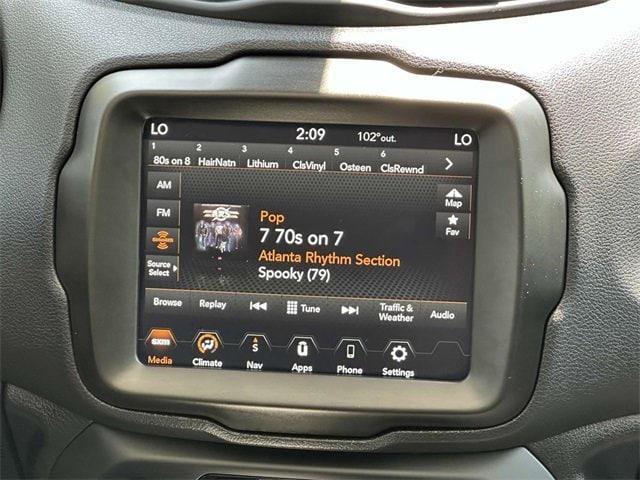 LO 2:09 102° out. LO
1 2 3 4 5 6
80s on 8 HairNatn Lithium ClsVinyl Osteen ClsRewnd
AM
FM
Source
Select
Pop
7 70s on 7
Atlanta Rhythm Section
Spooky (79)
Map
Fav
Browse Replay Tune Traffic &
Weather Audio
sxm S
Media Climate Nav Apps Phone Settings